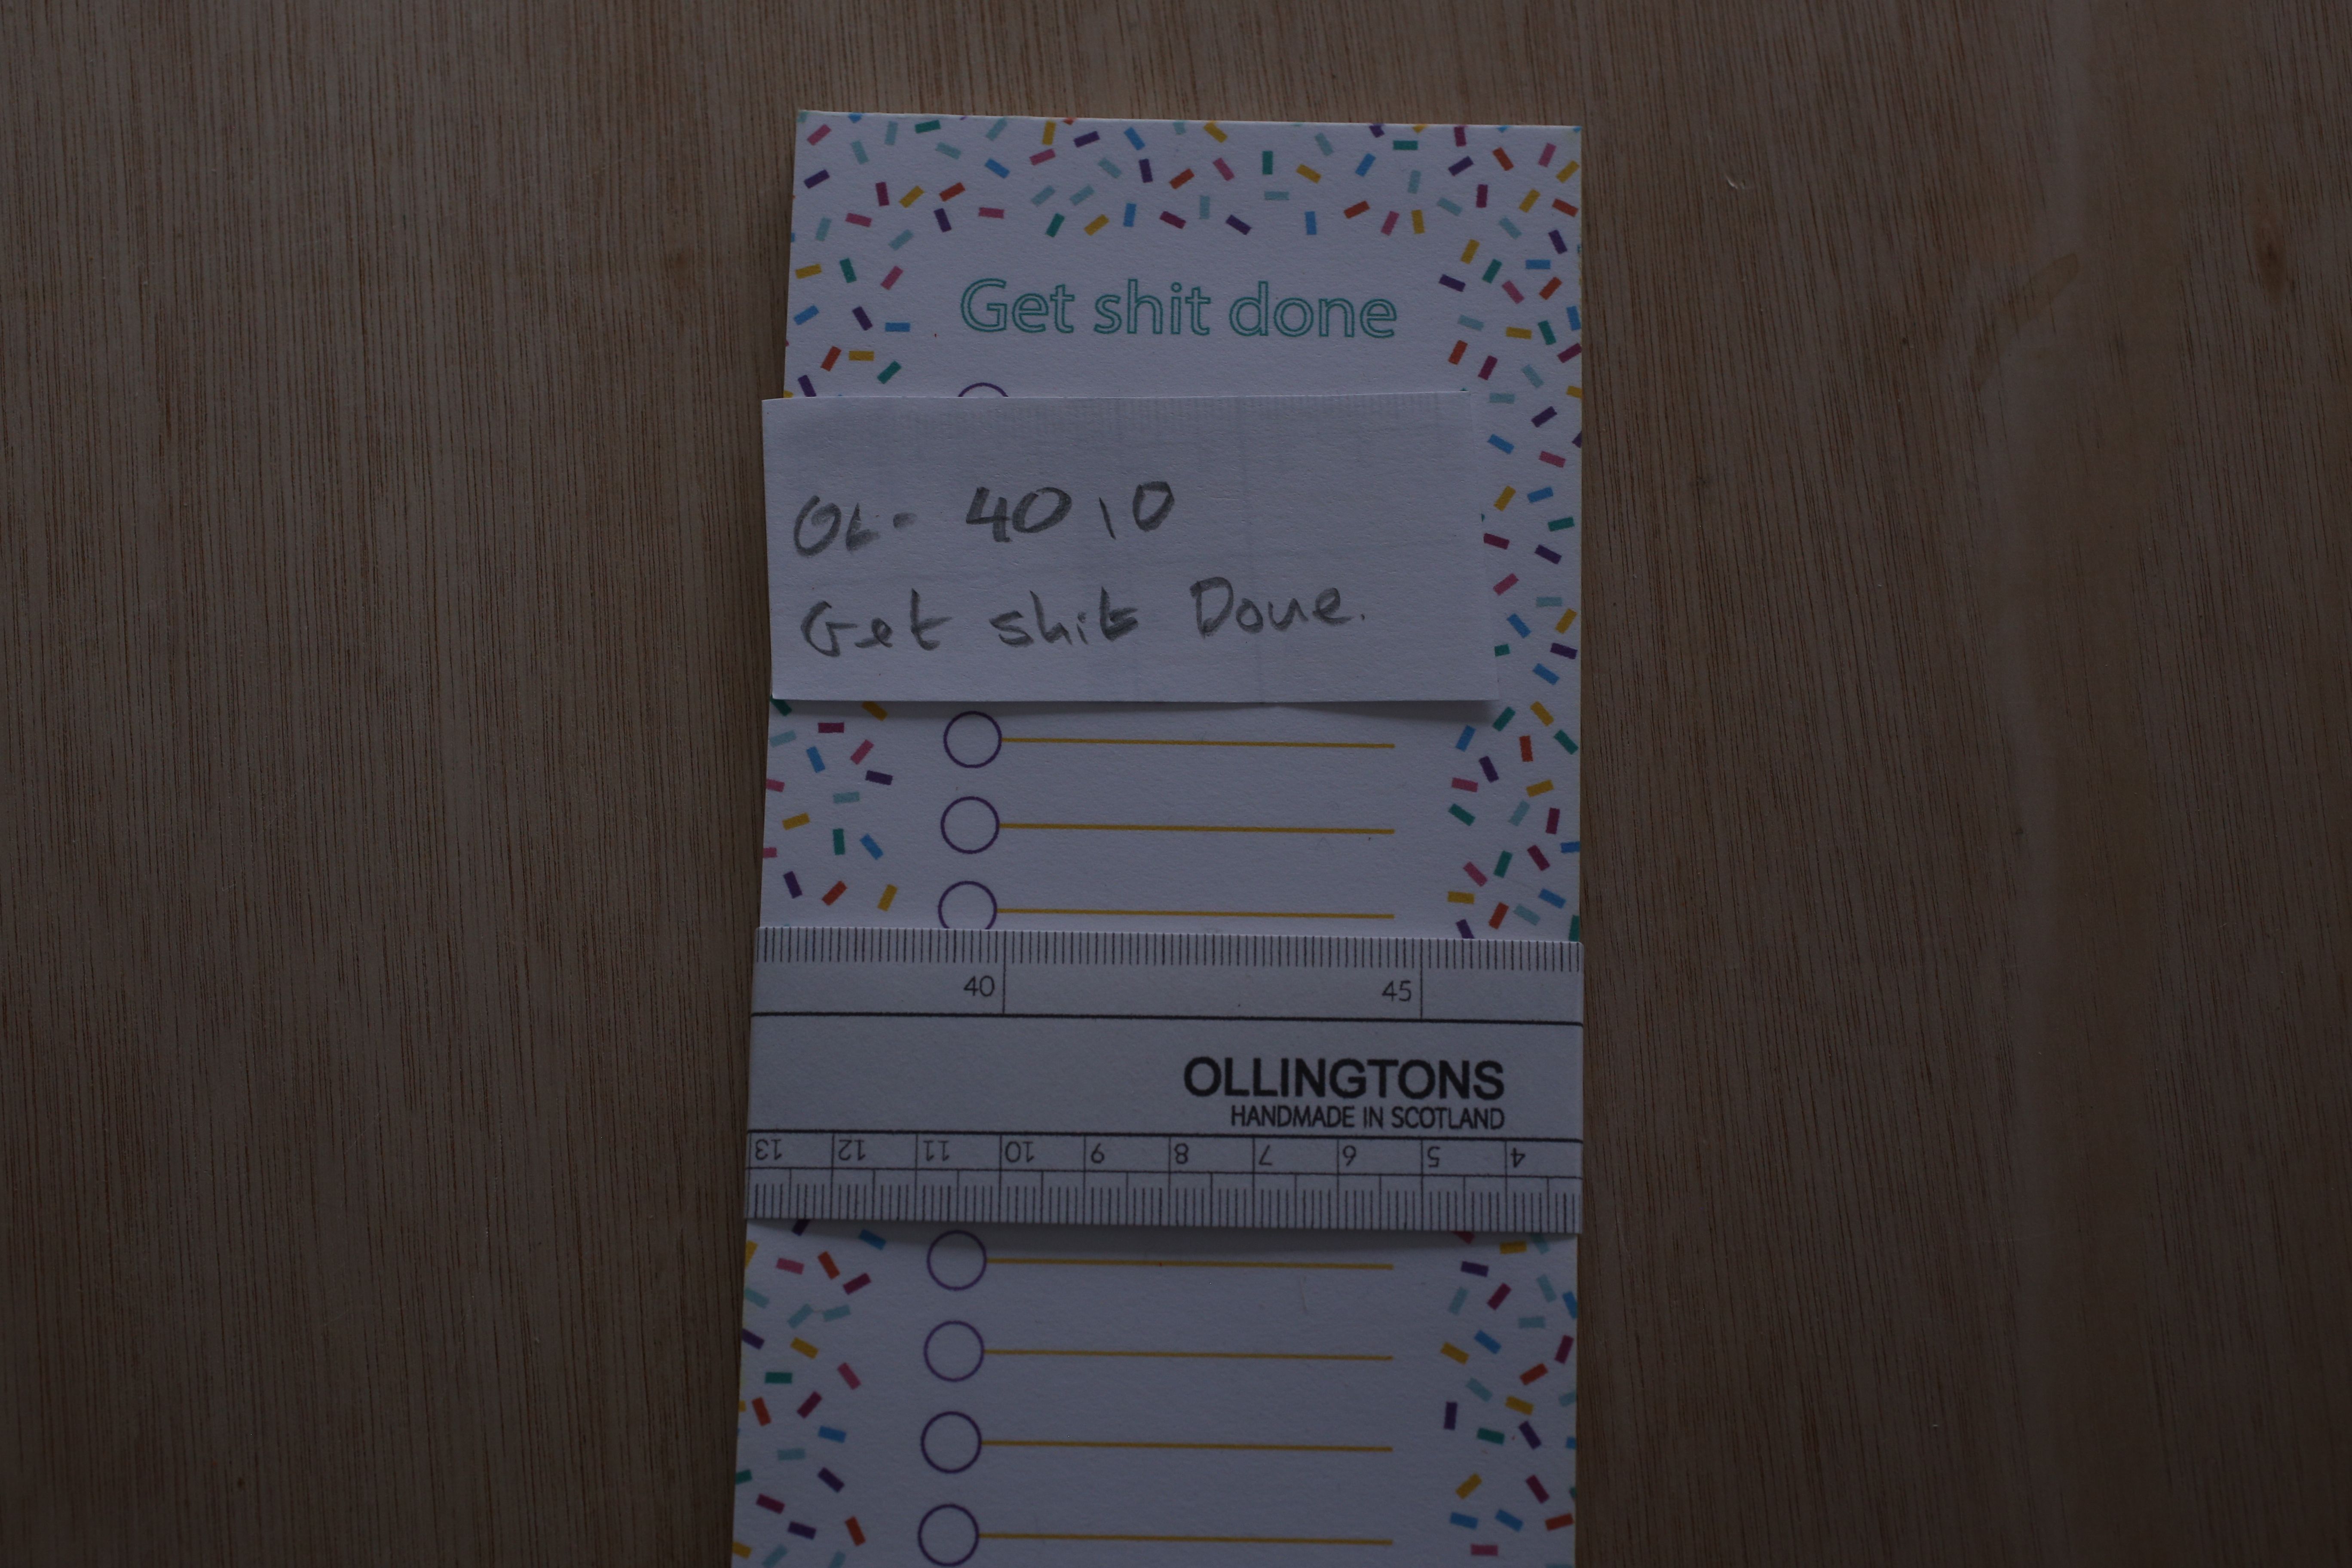 Get shit done
OL- 4010
Get shit Done.
40 45
OLLINGTONS
HANDMADE IN SCOTLAND
13 12 11 10 9 8 7 6 5 4